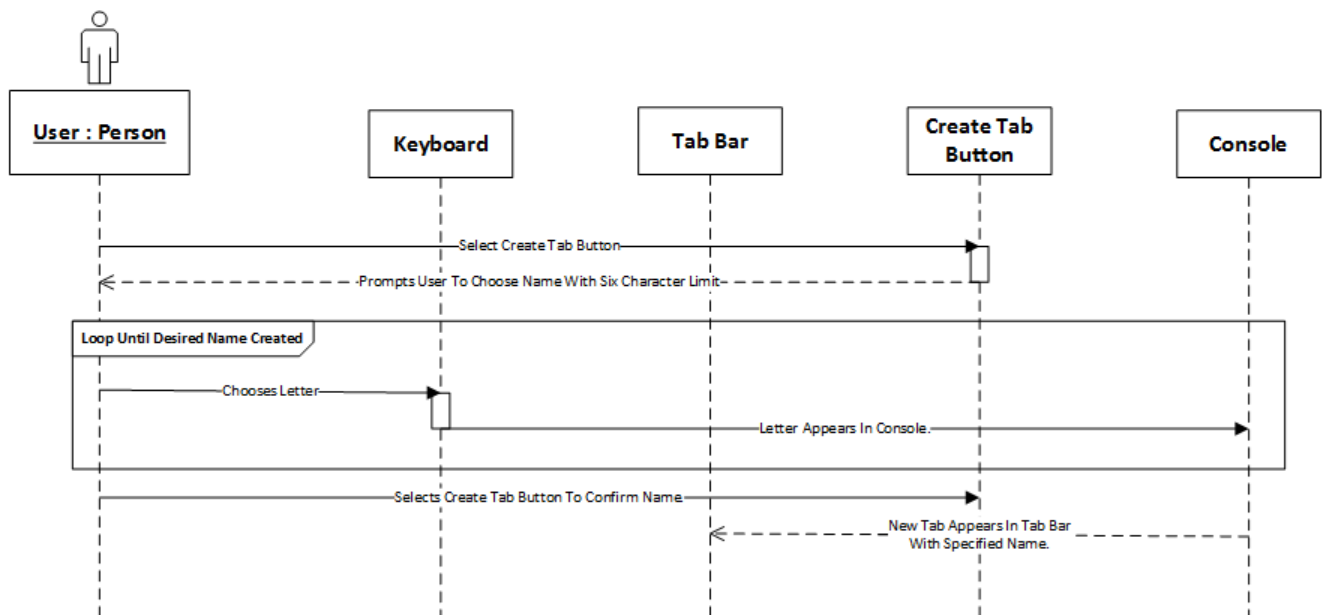 User : Person
Keyboard
Tab Bar
Create Tab
Button
Console
Select Create Tab Button
Prompts User To Choose Name With Six Character Limit
Loop Until Desired Name Created
Chooses Letter
Letter Appears In Console.
Selects Create Tab Button To Confirm Name.
New Tab Appears In Tab Bar
With Specified Name.